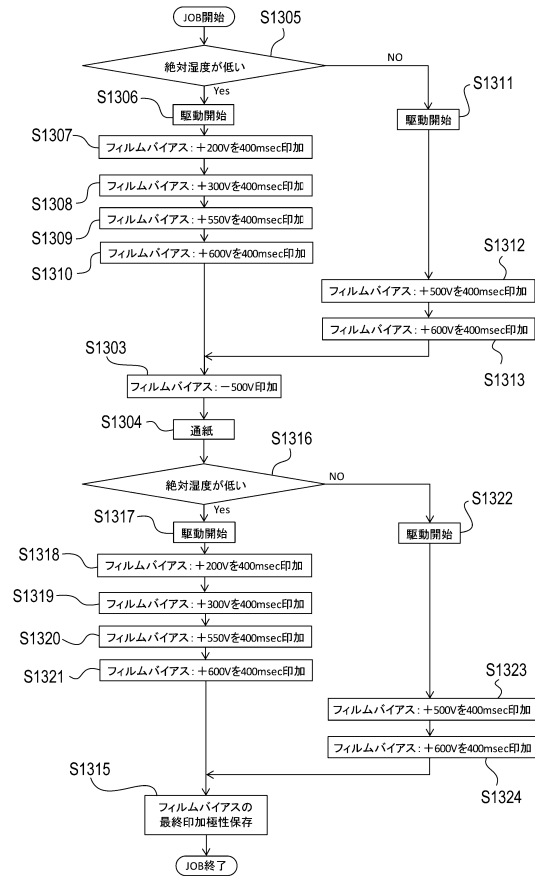 JOB開始
S1305
絶対湿度が低い
NO
Yes
S1306
駆動開始
S1311
駆動開始
S1307
フィルムバイアス:+200Vを400msec印加
S1308
フィルムバイアス:+300Vを400msec印加
S1309
フィルムバイアス:+550Vを400msec印加
S1310
フィルムバイアス:+600Vを400msec印加
S1312
フィルムバイアス:+500Vを400msec印加
フィルムバイアス:+600Vを400msec印加
S1313
S1303
フィルムバイアス:-500V印加
S1304
通紙
S1316
絶対湿度が低い
NO
Yes
S1317
駆動開始
S1322
駆動開始
S1318
フィルムバイアス:+200Vを400msec印加
S1319
フィルムバイアス:+300Vを400msec印加
S1320
フィルムバイアス:+550Vを400msec印加
S1321
フィルムバイアス:+600Vを400msec印加
S1323
フィルムバイアス:+500Vを400msec印加
フィルムバイアス:+600Vを400msec印加
S1324
S1315
フィルムバイアスの
最終印加極性保存
JOB終了